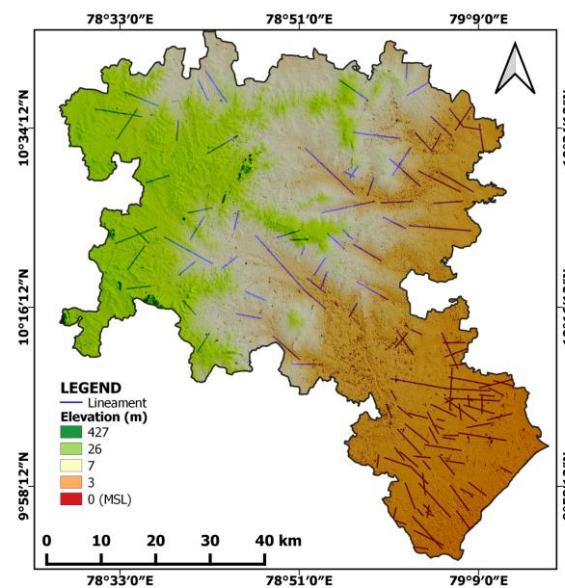 78°33'0"E 78°51'0"E 79°9'0"E
10°34'12"N
10°16'12"N
9°58'12"N
LEGEND
Lineament
Elevation (m)
427
26
7
3
0 (MSL)
0 10 20 30 40 km
78°33'0"E 78°51'0"E 79°9'0"E